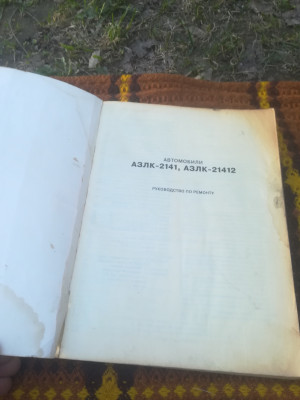 АВТОМОБИЛИ
АЗЛК-2141, АЗЛК-21412
РУКОВОДСТВО ПО РЕМОНТУ